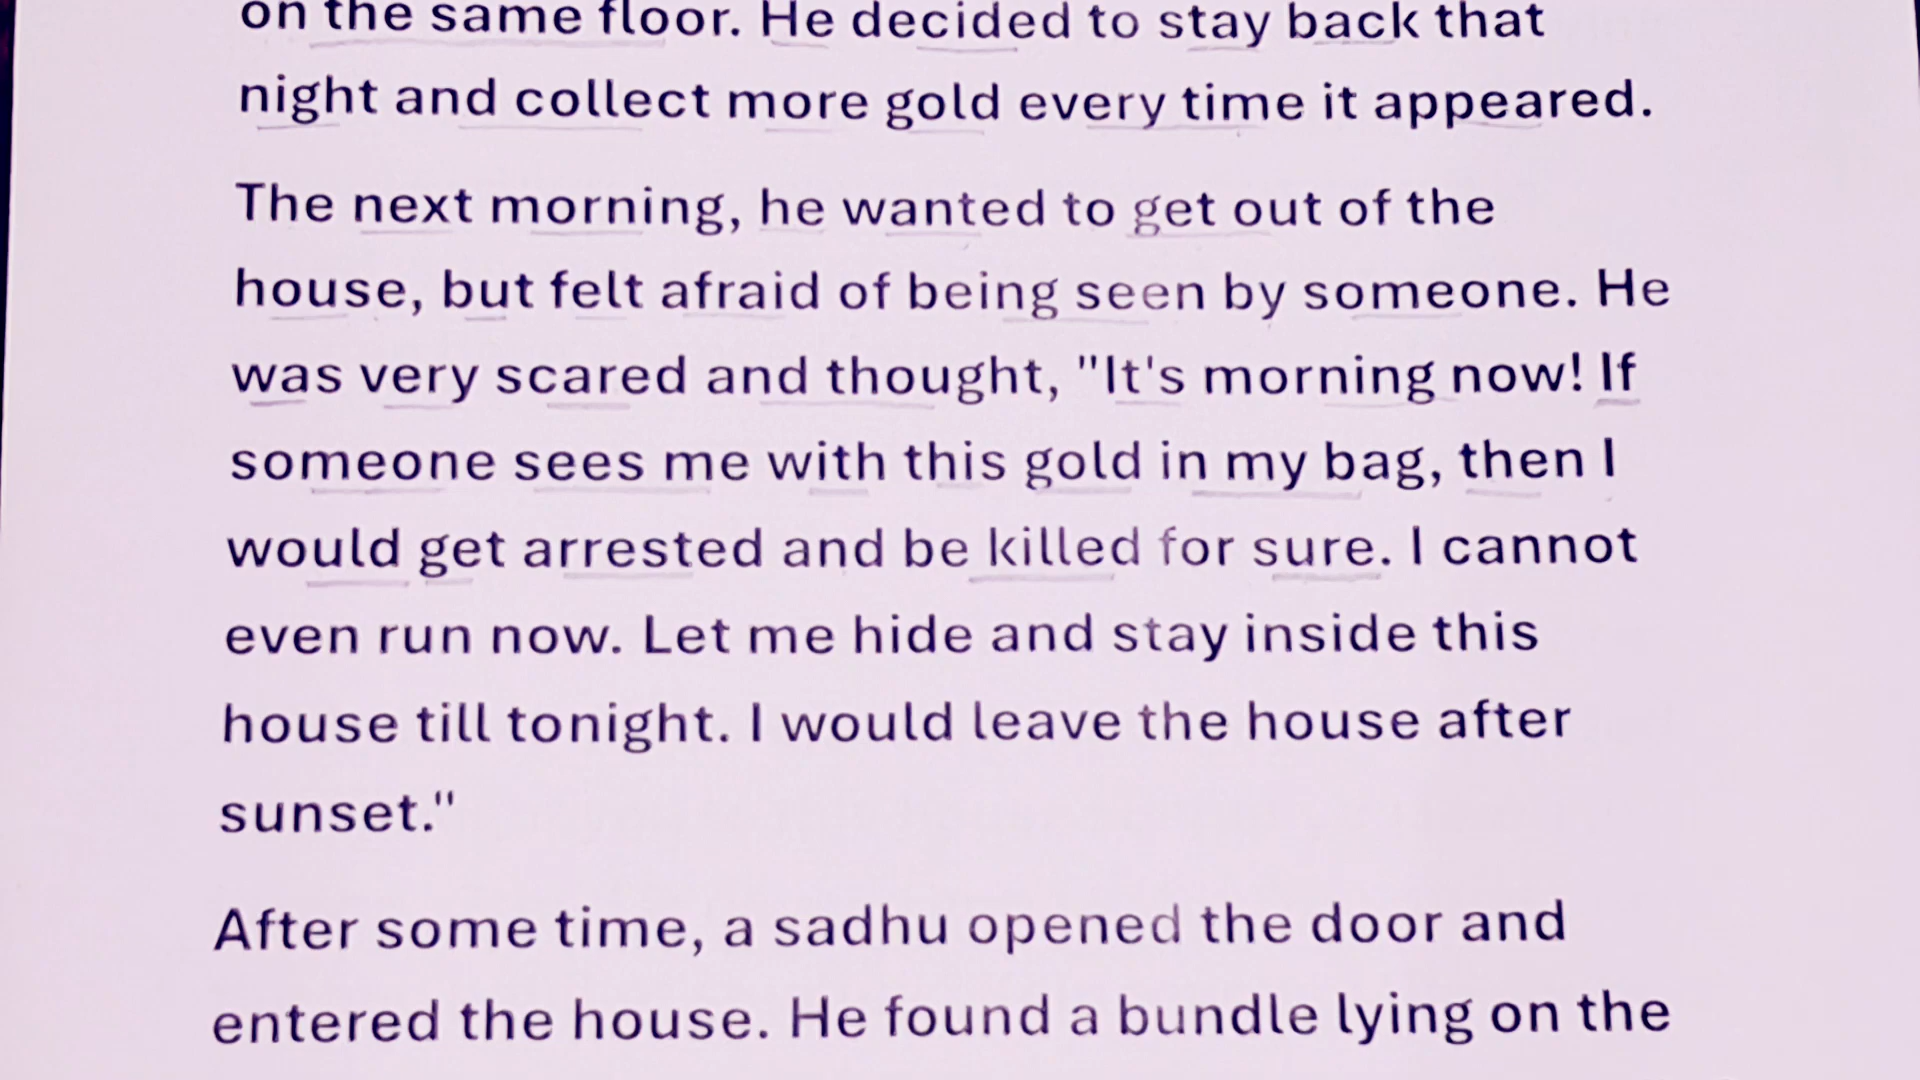 on the same floor. He decided to stay back that
night and collect more gold every time it appeared.
The next morning, he wanted to get out of the
house, but felt afraid of being seen by someone. He
was very scared and thought, "It's morning now! If
someone sees me with this gold in my bag, then I
would get arrested and be killed for sure. I cannot
even run now. Let me hide and stay inside this
house till tonight. I would leave the house after
sunset."
After some time, a sadhu opened the door and
entered the house. He found a bundle lying on the